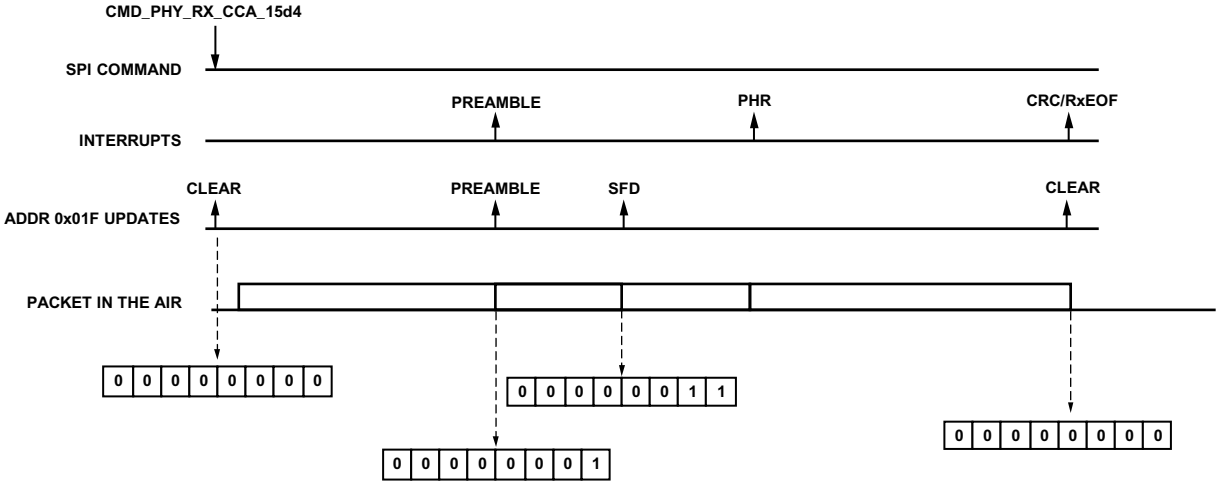 CMD_PHY_RX_CCA_15d4
SPI COMMAND
PREAMBLE PHR CRC/RxEOF
INTERRUPTS
CLEAR PREAMBLE SFD CLEAR
ADDR 0x01F UPDATES
PACKET IN THE AIR
0 0 0 0 0 0 0 0
0 0 0 0 0 0 1 1
0 0 0 0 0 0 0 0
0 0 0 0 0 0 0 1